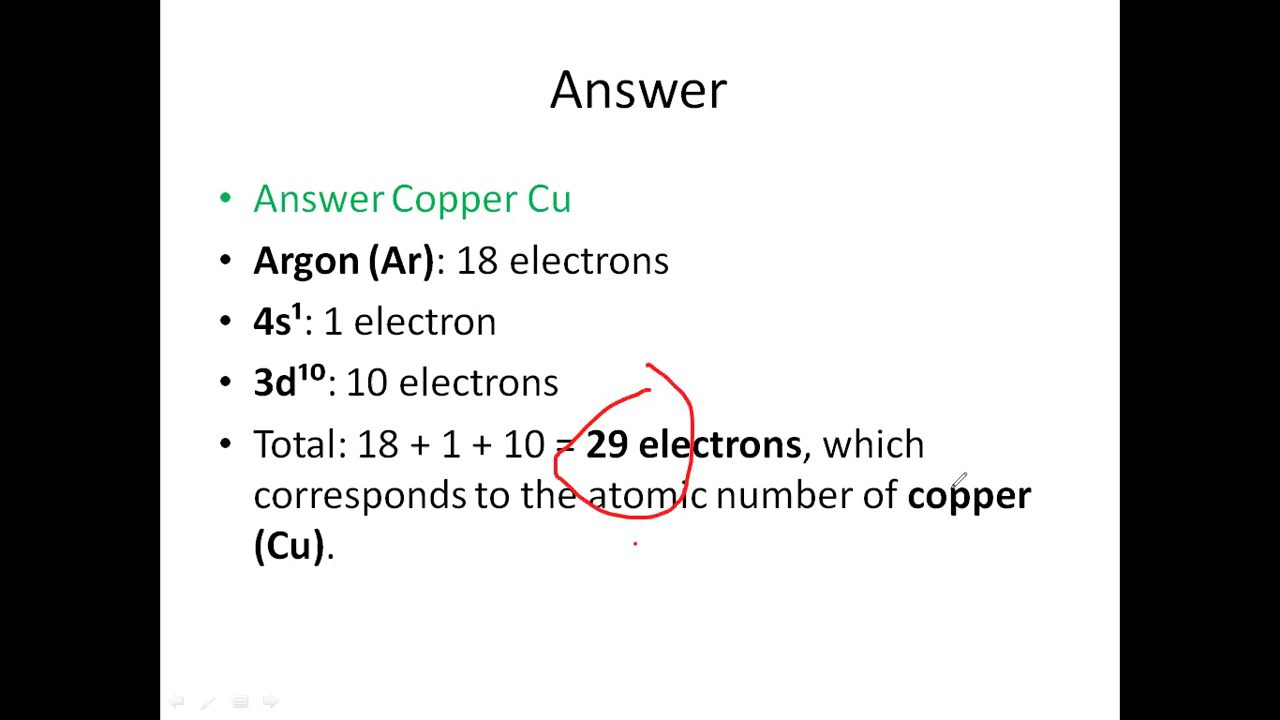 Answer
• Answer Copper Cu
• Argon (Ar): 18 electrons
• 4s¹: 1 electron
• 3d¹⁰: 10 electrons
• Total: 18 + 1 + 10 = 29 electrons, which
corresponds to the atomic number of copper
(Cu).